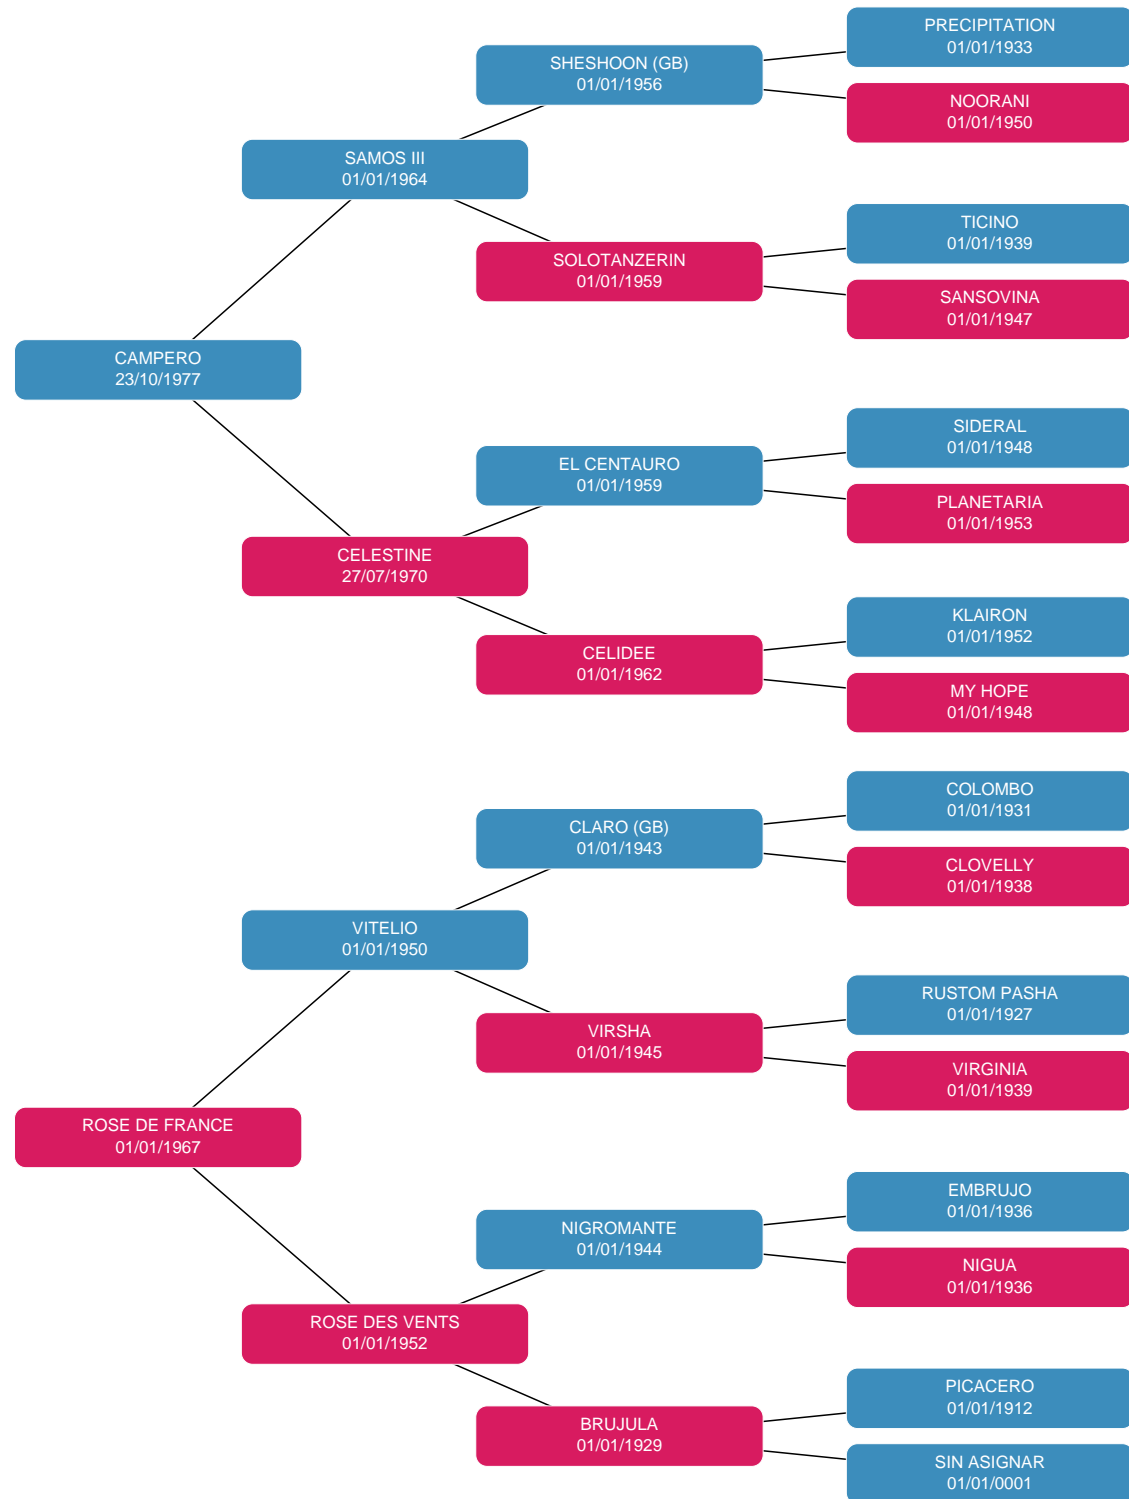 PRECIPITATION
01/01/1933
SHESHOON (GB)
01/01/1956
NOORANI
01/01/1950
SAMOS III
01/01/1964
TICINO
01/01/1939
SOLOTANZERIN
01/01/1959
SANSOVINA
01/01/1947
CAMPERO
23/10/1977
SIDERAL
01/01/1948
EL CENTAURO
01/01/1959
PLANETARIA
01/01/1953
CELESTINE
27/07/1970
KLAIRON
01/01/1952
CELIDEE
01/01/1962
MY HOPE
01/01/1948
COLOMBO
01/01/1931
CLARO (GB)
01/01/1943
CLOVELLY
01/01/1938
VITELIO
01/01/1950
RUSTOM PASHA
01/01/1927
VIRSHA
01/01/1945
VIRGINIA
01/01/1939
ROSE DE FRANCE
01/01/1967
EMBRUJO
01/01/1936
NIGROMANTE
01/01/1944
NIGUA
01/01/1936
ROSE DES VENTS
01/01/1952
PICACERO
01/01/1912
BRUJULA
01/01/1929
SIN ASIGNAR
01/01/0001